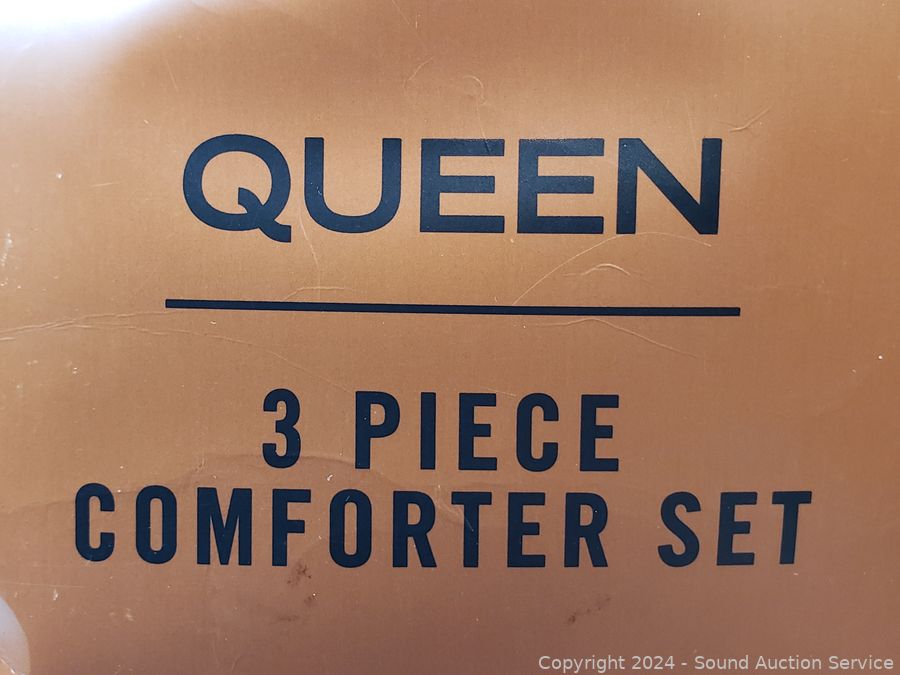 QUEEN
3 PIECE
COMFORTER SET
Copyright 2024 - Sound Auction Service